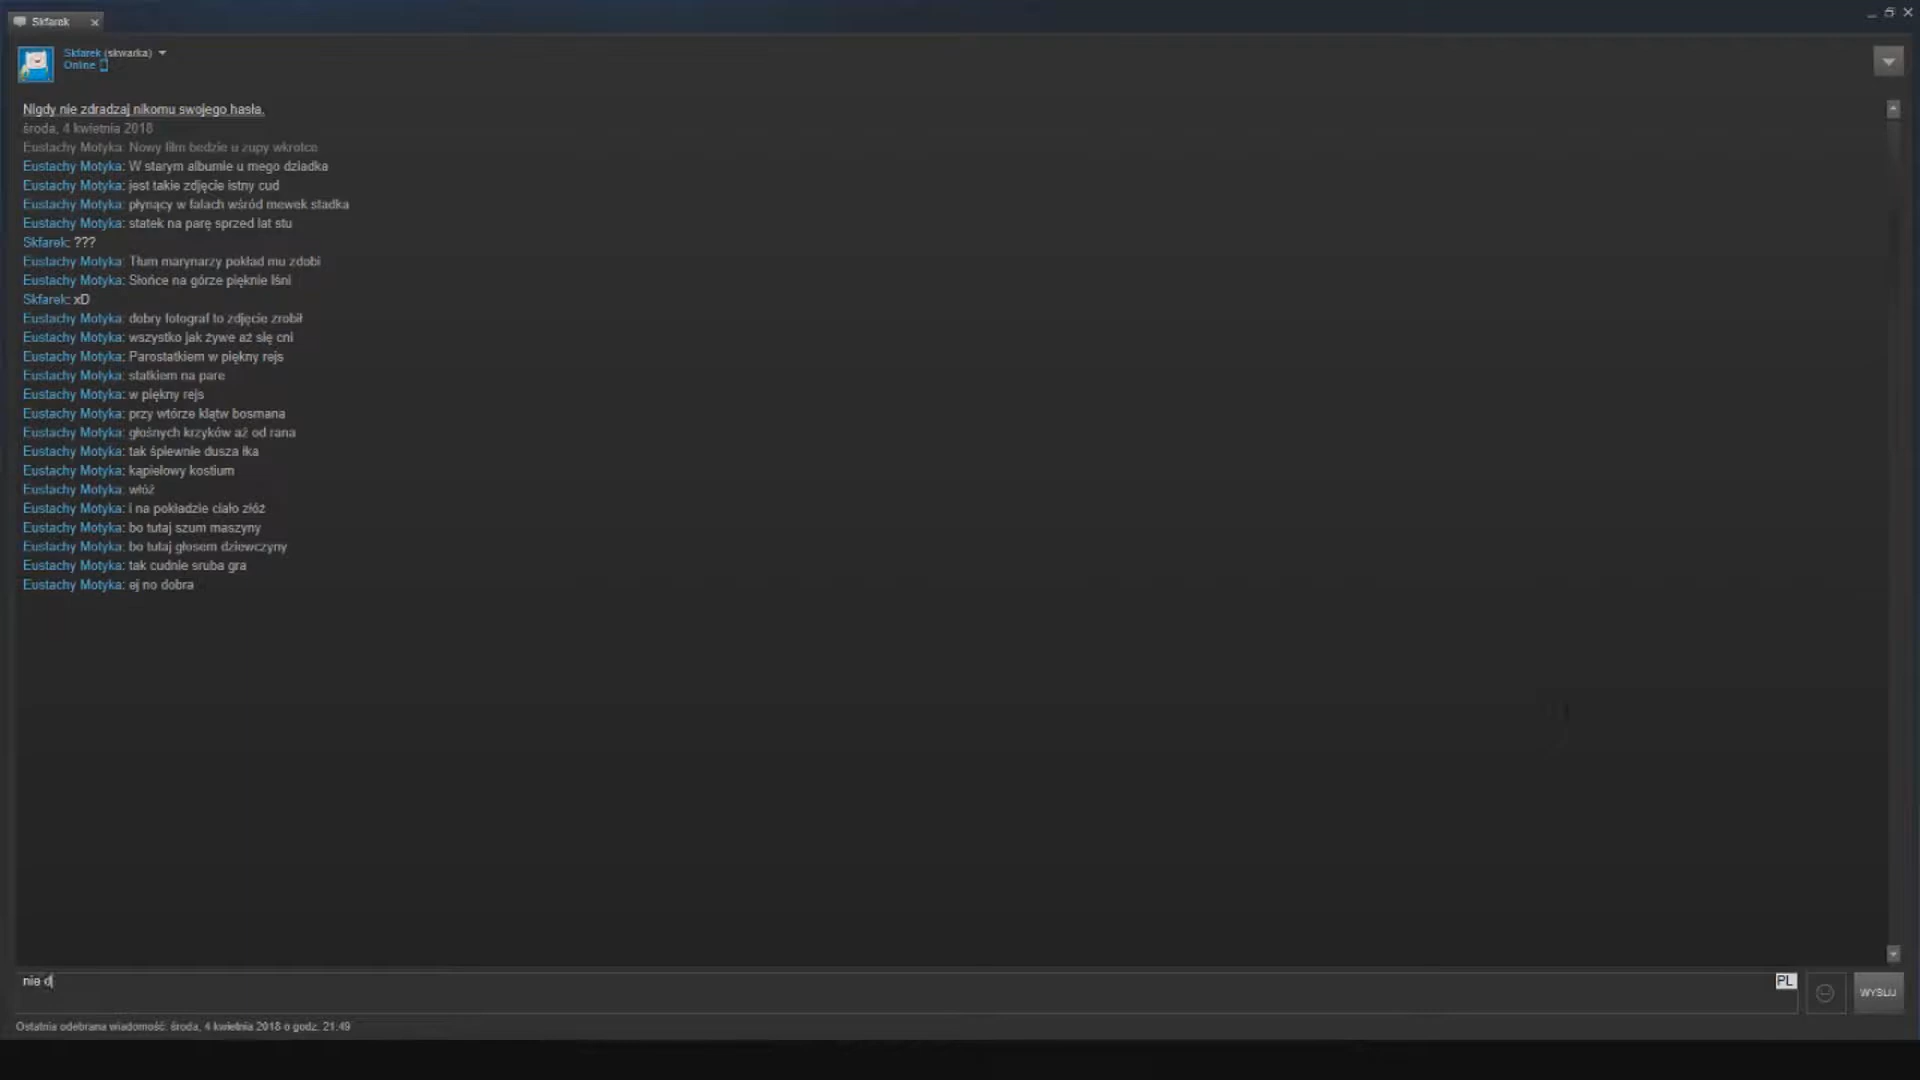 Skfarek
Skfarek (skwarka)
Online
Nigdy nie zdradzaj nikomu swojego hasła.
środa, 4 kwietnia 2018
Eustachy Motyka: Nowy film bedzie u zupy wkrotce
Eustachy Motyka: W starym albumie u mego dziadka
Eustachy Motyka: jest takie zdjęcie istny cud
Eustachy Motyka: płynący w falach wśród mewek stadka
Eustachy Motyka: statek na parę sprzed lat stu
Skfarek: ???
Eustachy Motyka: Tłum marynarzy pokład mu zdobi
Eustachy Motyka: Słońce na górze pięknie lśni
Skfarek: xD
Eustachy Motyka: dobry fotograf to zdjęcie zrobił
Eustachy Motyka: wszystko jak żywe aż się cni
Eustachy Motyka: Parostatkiem w piękny rejs
Eustachy Motyka: statkiem na pare
Eustachy Motyka: w piękny rejs
Eustachy Motyka: przy wtórze klątw bosmana
Eustachy Motyka: głośnych krzyków aż od rana
Eustachy Motyka: tak śpiewnie dusza łka
Eustachy Motyka: kąpielowy kostium
Eustachy Motyka: włóż
Eustachy Motyka: i na pokładzie ciało złóż
Eustachy Motyka: bo tutaj szum maszyny
Eustachy Motyka: bo tutaj głosem dziewczyny
Eustachy Motyka: tak cudnie sruba gra
Eustachy Motyka: ej no dobra
nie d
PL
WYŚLIJ
Ostatnia odebrana wiadomość: środa, 4 kwietnia 2018 o godz. 21:49